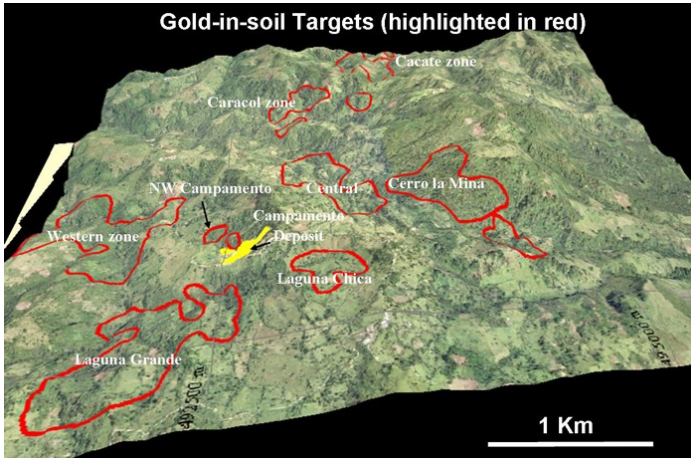 Gold-in-soil Targets (highlighted in red)
Cacate zone
Caracol zone
NW Campamento
Central
Cerro la Mina
Campamento
Deposit
Western zone
Laguna Chica
Laguna Grande
1 Km